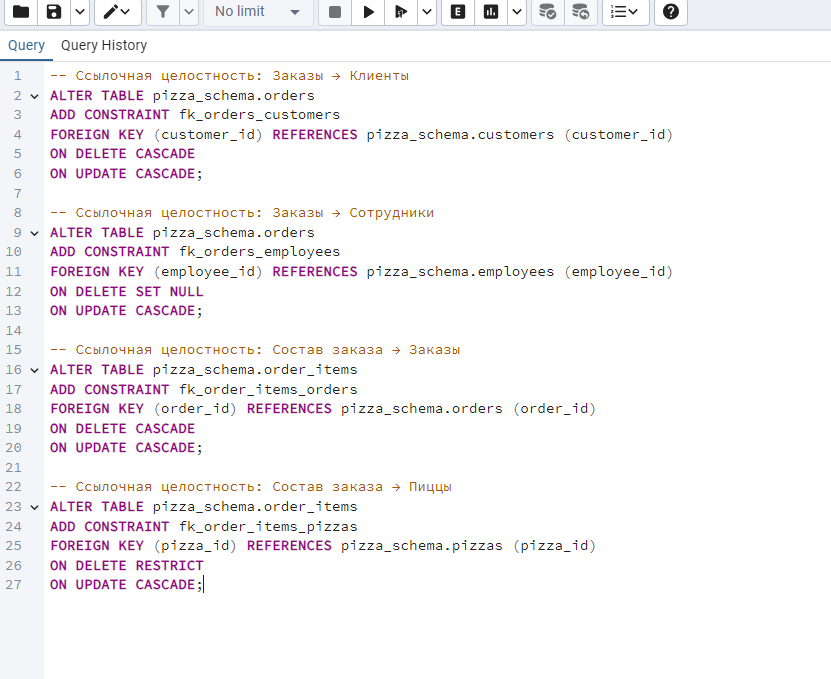 No limit
Query Query History
1 -- Ссылочная целостность: Заказы → Клиенты
2 ALTER TABLE pizza_schema.orders
3 ADD CONSTRAINT fk_orders_customers
4 FOREIGN KEY (customer_id) REFERENCES pizza_schema.customers (customer_id)
5 ON DELETE CASCADE
6 ON UPDATE CASCADE;
7
8 -- Ссылочная целостность: Заказы → Сотрудники
9 ALTER TABLE pizza_schema.orders
10 ADD CONSTRAINT fk_orders_employees
11 FOREIGN KEY (employee_id) REFERENCES pizza_schema.employees (employee_id)
12 ON DELETE SET NULL
13 ON UPDATE CASCADE;
14
15 -- Ссылочная целостность: Состав заказа → Заказы
16 ALTER TABLE pizza_schema.order_items
17 ADD CONSTRAINT fk_order_items_orders
18 FOREIGN KEY (order_id) REFERENCES pizza_schema.orders (order_id)
19 ON DELETE CASCADE
20 ON UPDATE CASCADE;
21
22 -- Ссылочная целостность: Состав заказа → Пиццы
23 ALTER TABLE pizza_schema.order_items
24 ADD CONSTRAINT fk_order_items_pizzas
25 FOREIGN KEY (pizza_id) REFERENCES pizza_schema.pizzas (pizza_id)
26 ON DELETE RESTRICT
27 ON UPDATE CASCADE;